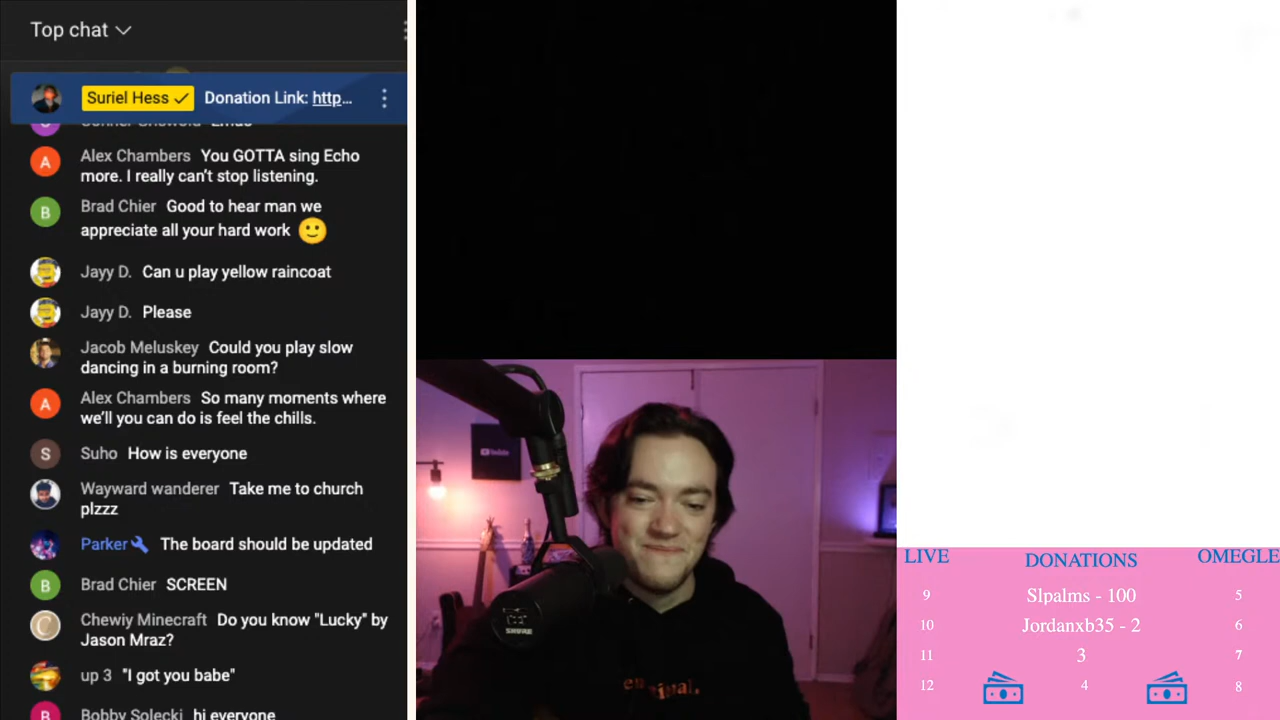 Top chat
Suriel Hess Donation Link: http...
Alex Chambers You GOTTA sing Echo
more. I really can't stop listening.
Brad Chier Good to hear man we
appreciate all your hard work
Jayy D. Can u play yellow raincoat
Jayy D. Please
Jacob Meluskey Could you play slow
dancing in a burning room?
Alex Chambers So many moments where
we'll you can do is feel the chills.
Suho How is everyone
Wayward wanderer Take me to church
plzzz
Parker The board should be updated
Brad Chier SCREEN
Chewiy Minecraft Do you know "Lucky" by
Jason Mraz?
up 3 "I got you babe"
Bobby Solecki hi everyone
YouTube
SHURE
LIVE DONATIONS OMEGLE
9 Slpalms - 100 5
10 Jordanxb35 - 2 6
11 3 7
12 4 8